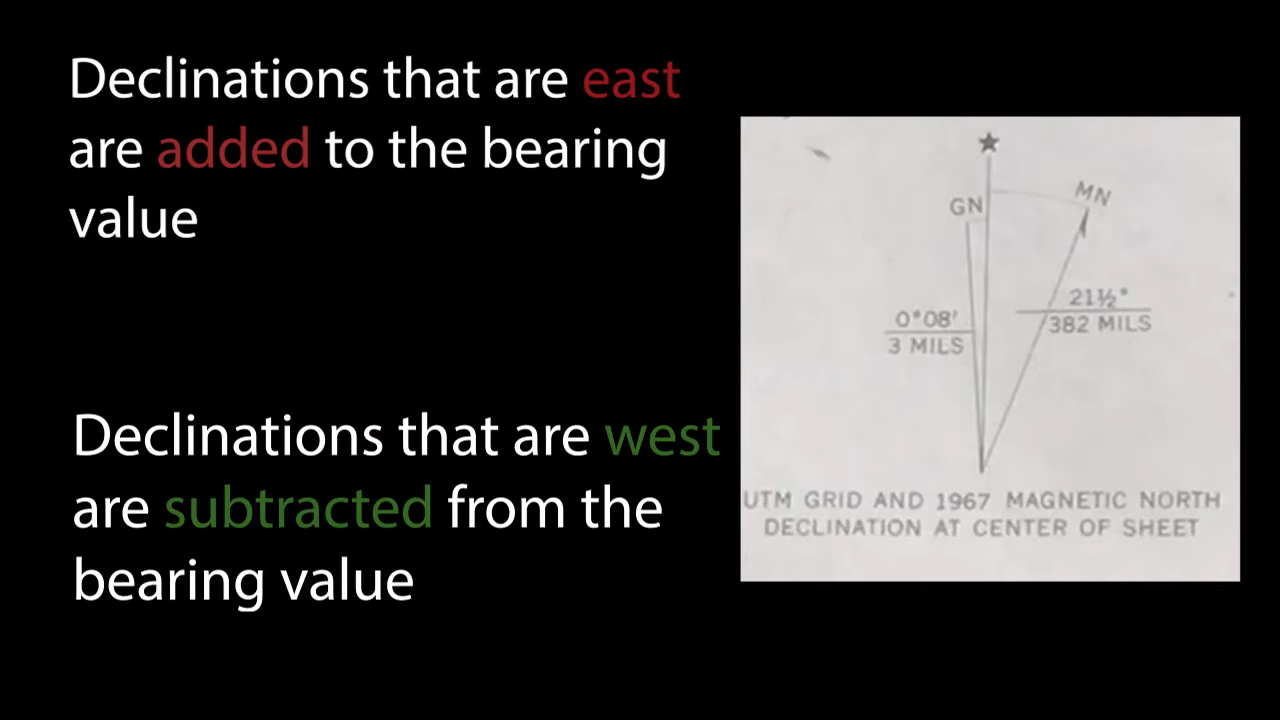 Declinations that are east
are added to the bearing
value
Declinations that are west
are subtracted from the
bearing value
GN
MN
0°08'
3 MILS
21½°
382 MILS
UTM GRID AND 1967 MAGNETIC NORTH
DECLINATION AT CENTER OF SHEET